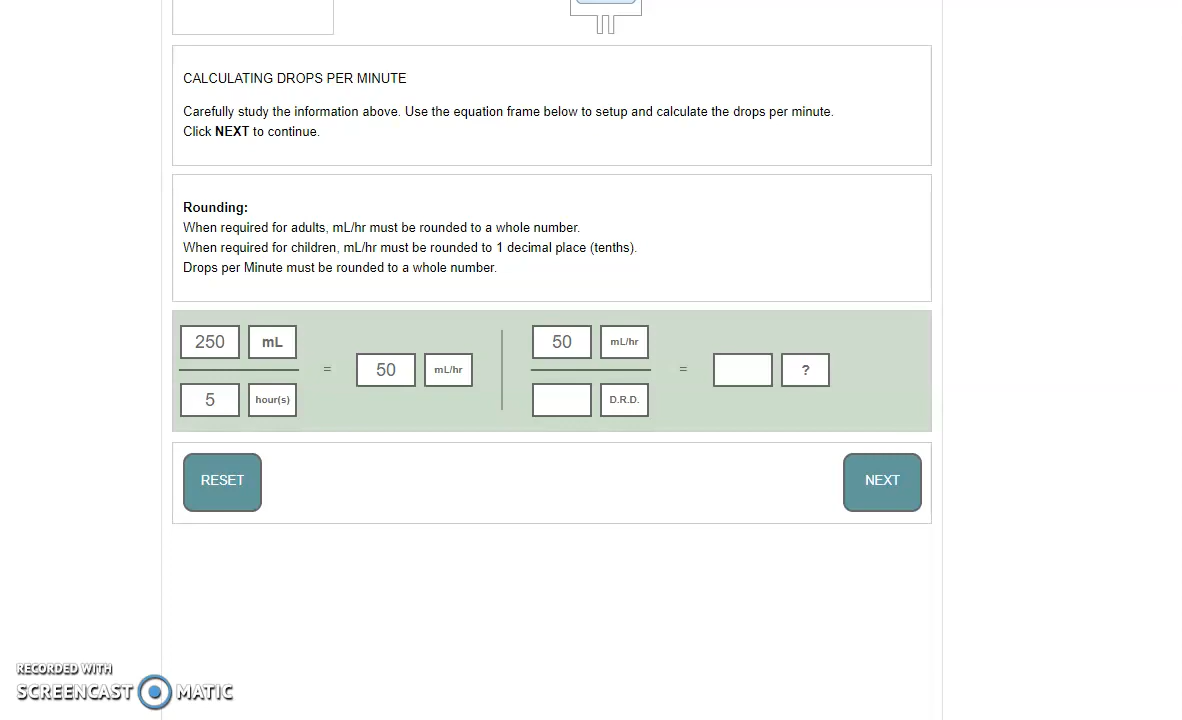 CALCULATING DROPS PER MINUTE
Carefully study the information above. Use the equation frame below to setup and calculate the drops per minute.
Click NEXT to continue.
Rounding:
When required for adults, mL/hr must be rounded to a whole number.
When required for children, mL/hr must be rounded to 1 decimal place (tenths).
Drops per Minute must be rounded to a whole number.
250 mL
5 hour(s)
= 50 mL/hr
50 mL/hr
D.R.D.
= ?
RESET
NEXT
RECORDED WITH
SCREENCAST MATIC